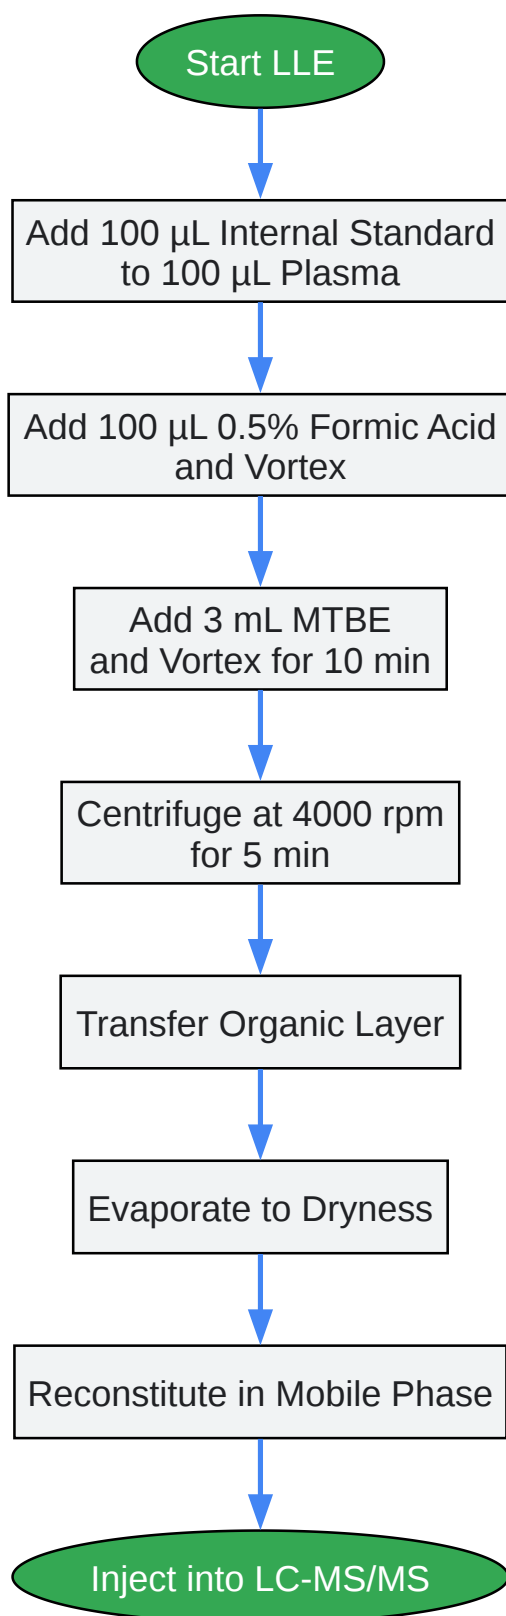 Start LLE
Add 100 µL Internal Standard
to 100 µL Plasma
Add 100 µL 0.5% Formic Acid
and Vortex
Add 3 mL MTBE
and Vortex for 10 min
Centrifuge at 4000 rpm
for 5 min
Transfer Organic Layer
Evaporate to Dryness
Reconstitute in Mobile Phase
Inject into LC-MS/MS